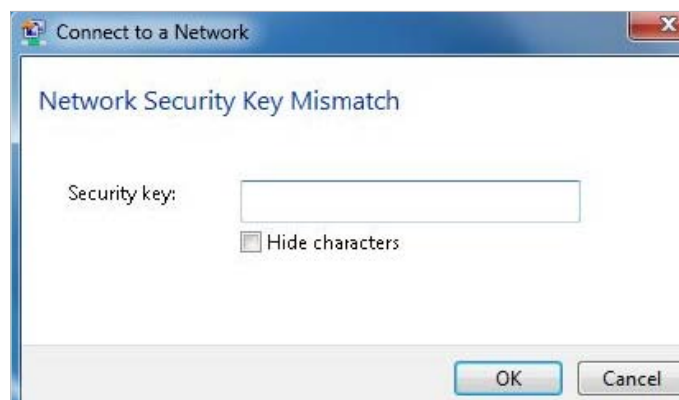 Connect to a Network
Network Security Key Mismatch
Security key:
Hide characters
OK Cancel